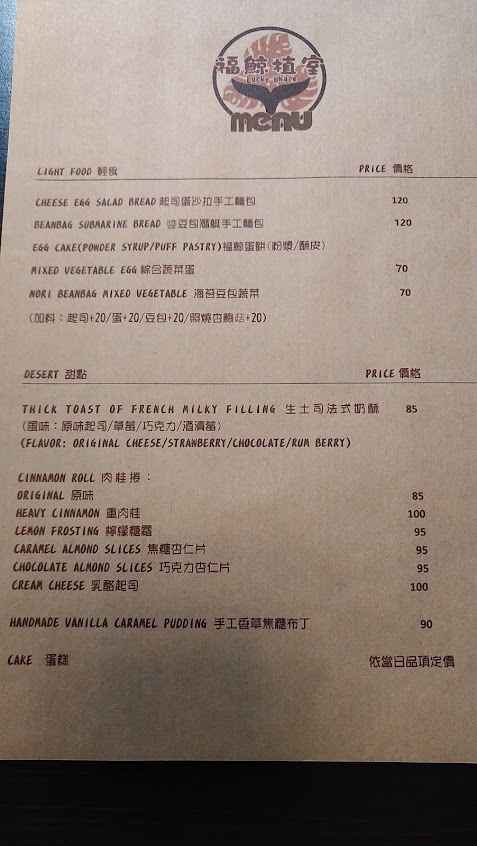 福鯨植室
Lucky Whale
menu
LIGHT FOOD 輕食 PRICE 價格
CHEESE EGG SALAD BREAD 起司蛋沙拉手工麵包 120
BEANBAG SUBMARINE BREAD 豆包潛艇手工麵包 120
EGG CAKE(POWDER SYRUP/PUFF PASTRY)福鯨蛋餅(粉漿/酥皮)
MIXED VEGETABLE EGG 綜合蔬菜蛋 70
NORI BEANBAG MIXED VEGETABLE 海苔豆包蔬菜 70
(加料：起司+20/蛋+20/豆包+20/照燒杏鮑菇+20)
DESERT 甜點 PRICE 價格
THICK TOAST OF FRENCH MILKY FILLING 生土司法式奶酥 85
(風味：原味起司/草莓/巧克力/酒漬莓)
(FLAVOR: ORIGINAL CHEESE/STRAWBERRY/CHOCOLATE/RUM BERRY)
CINNAMON ROLL 肉桂捲：
ORIGINAL 原味 85
HEAVY CINNAMON 重肉桂 100
LEMON FROSTING 檸檬糖霜 95
CARAMEL ALMOND SLICES 焦糖杏仁片 95
CHOCOLATE ALMOND SLICES 巧克力杏仁片 95
CREAM CHEESE 乳酪起司 100
HANDMADE VANILLA CARAMEL PUDDING 手工香草焦糖布丁 90
CAKE 蛋糕 依當日品項定價